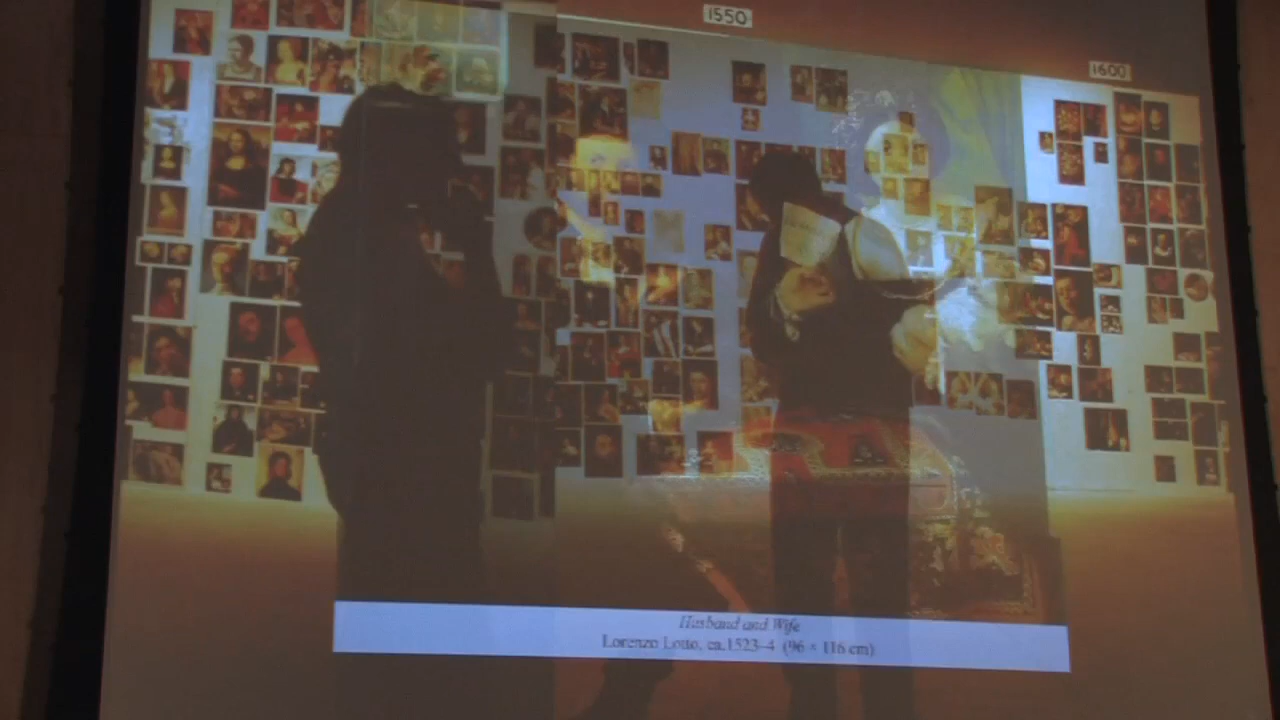 1550
1600
Husband and Wife
Lorenzo Lotto, ca.1523-4 (96 × 116 cm)